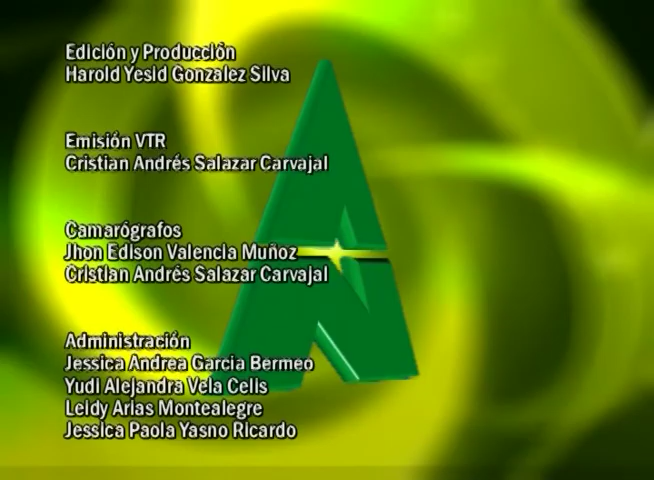 Edición y Producción
Harold Yesid Gonzalez Silva
Emisión VTR
Cristian Andrés Salazar Carvajal
Camarógrafos
Jhon Edison Valencia Muñoz
Cristian Andrés Salazar Carvajal
Administración
Jessica Andrea Garcia Bermeo
Yudi Alejandra Vela Celis
Leidy Arias Montealegre
Jessica Paola Yasno Ricardo